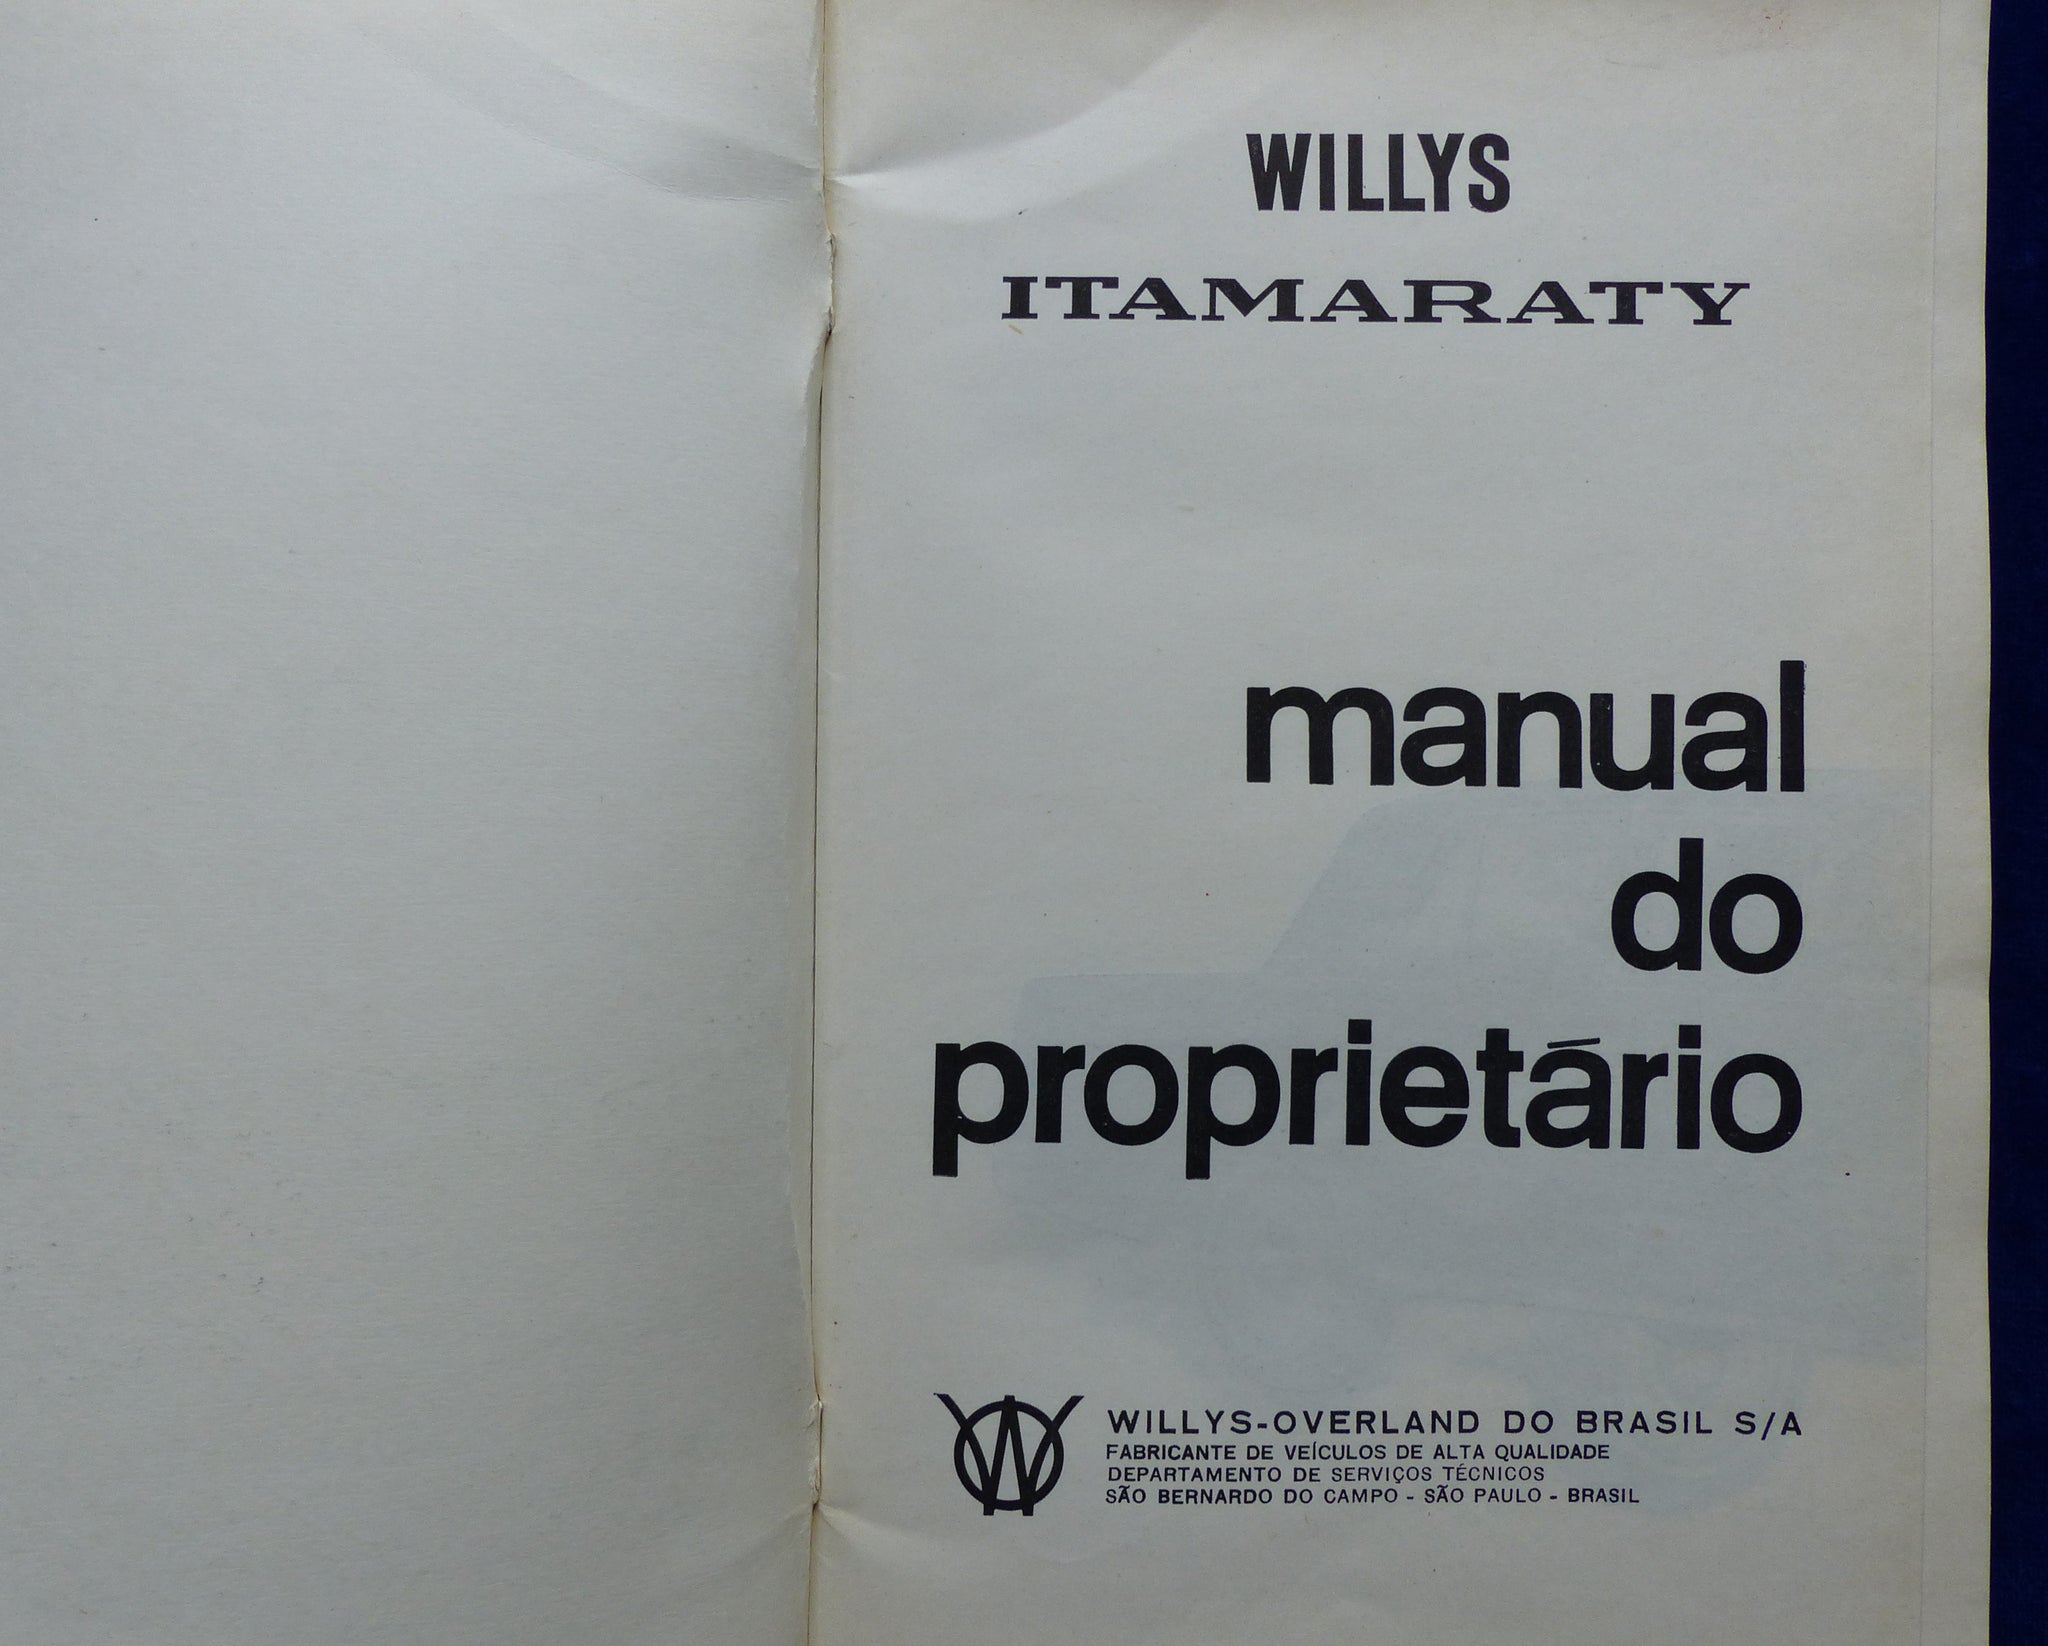 WILLYS
ITAMARATY
manual
do
proprietário
WILLYS-OVERLAND DO BRASIL S/A
FABRICANTE DE VEÍCULOS DE ALTA QUALIDADE
DEPARTAMENTO DE SERVIÇOS TÉCNICOS
SÃO BERNARDO DO CAMPO - SÃO PAULO - BRASIL